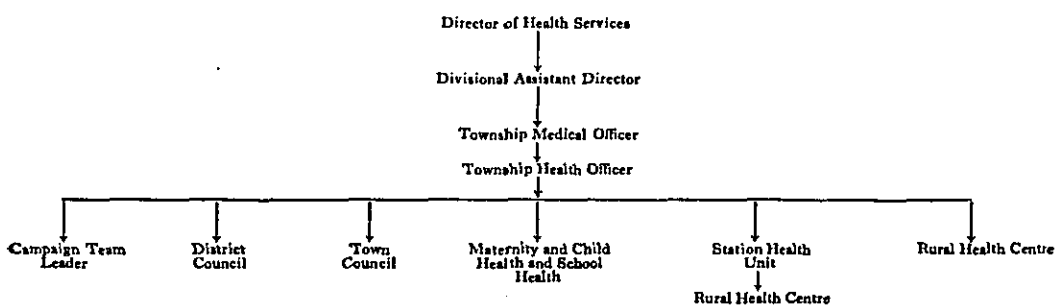 Director of Health Services
Divisional Assistant Director
Township Medical Officer
Township Health Officer
Campaign Team
Leader
District
Council
Town
Council
Maternity and Child
Health and School
Health
Station Health
Unit
Rural Health Centre
Rural Health Centre